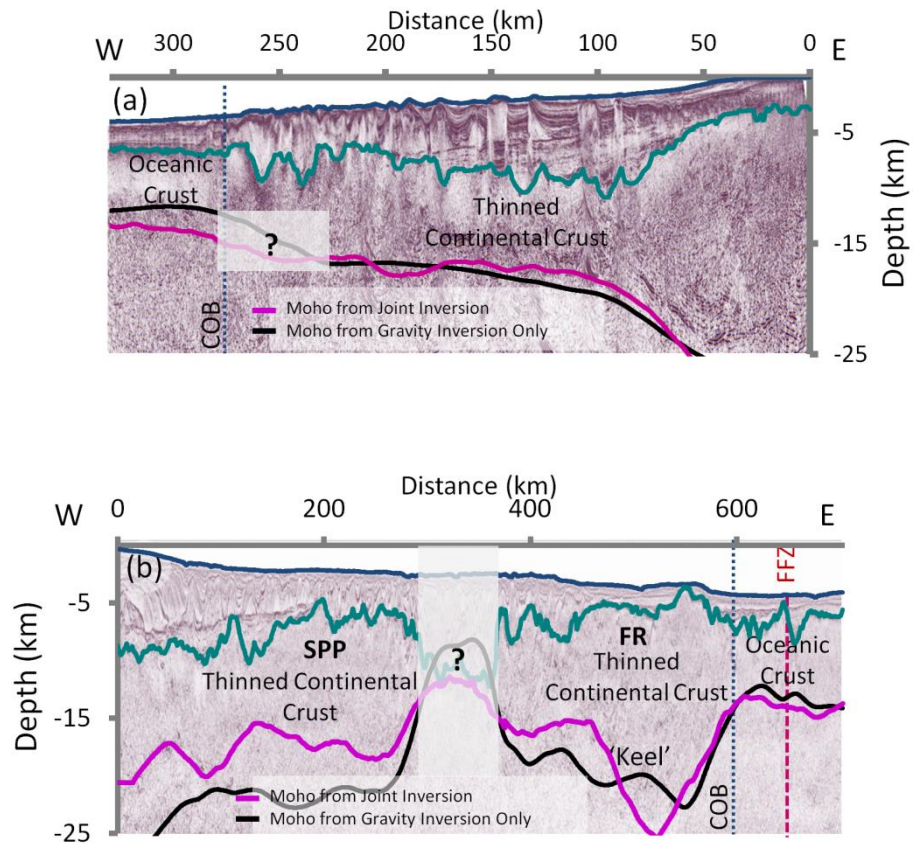 Distance (km)
W 300 250 200 150 100 50 0 E
(a)
-5
Oceanic
Crust
Thinned
Continental Crust
Depth (km)
-15
?
Moho from Joint Inversion
Moho from Gravity Inversion Only
COB
-25
Distance (km)
W 0 200 400 600 E
(b)
FFZ
-5
SPP
FR
?
Oceanic
Crust
Thinned Continental
Crust
Thinned
Continental Crust
Depth (km)
-15
'Keel'
Moho from Joint Inversion
Moho from Gravity Inversion Only
COB
-25